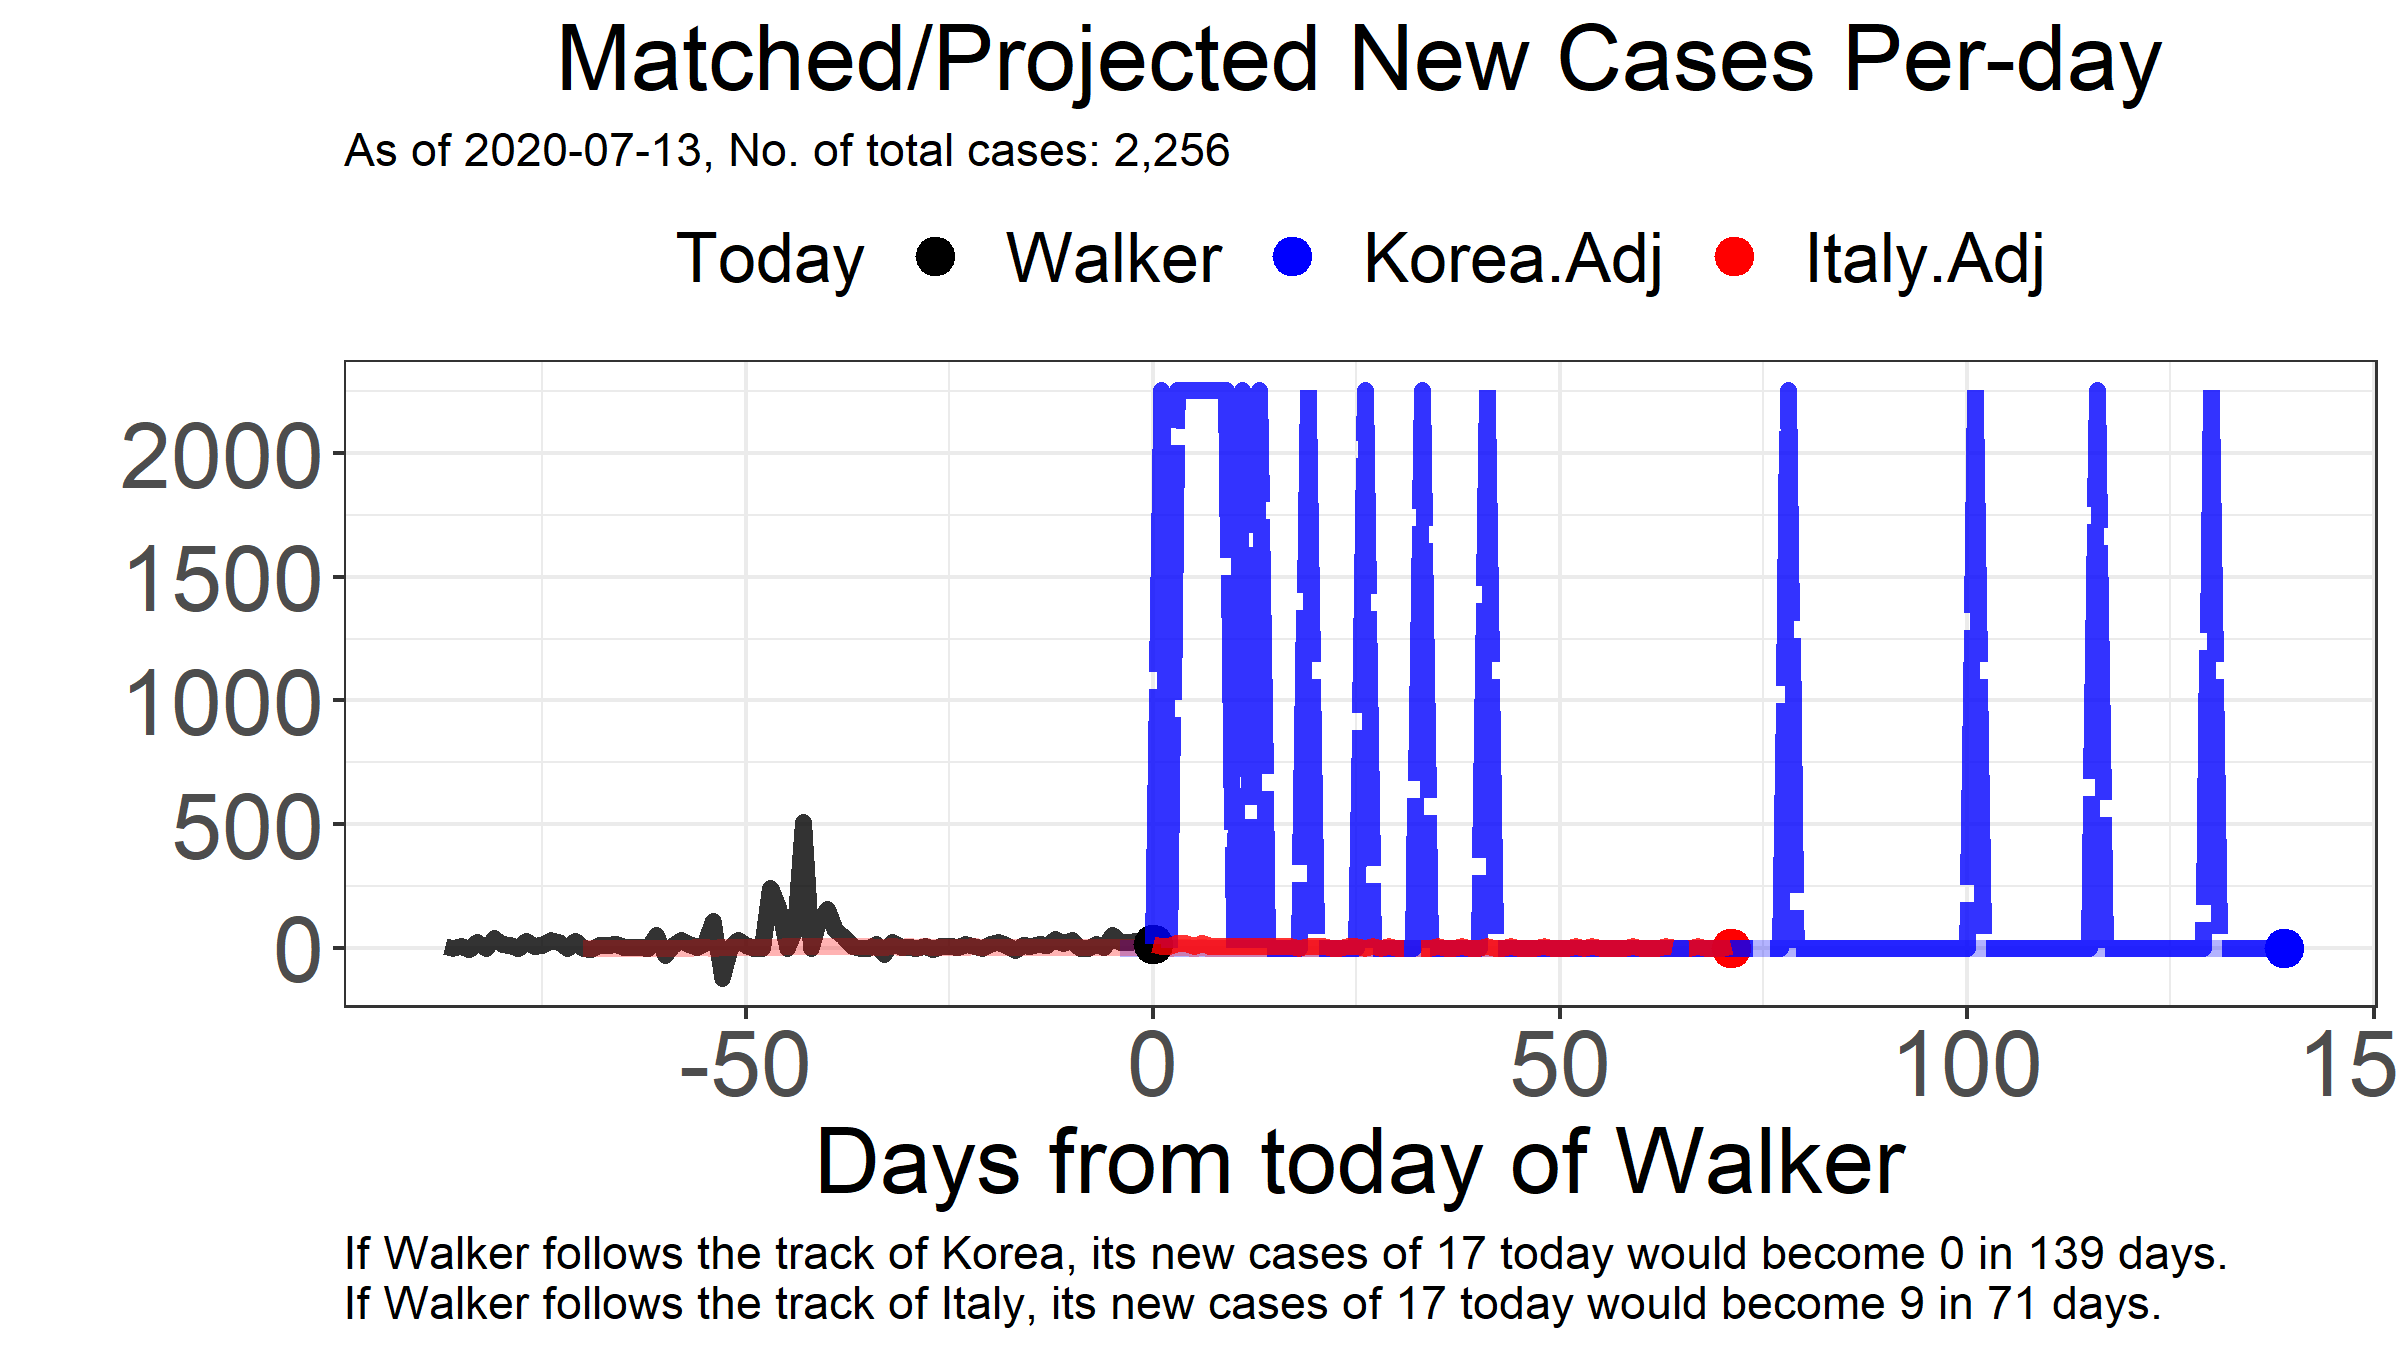 Matched/Projected New Cases Per-day
As of 2020-07-13, No. of total cases: 2,256
Today Walker Korea.Adj Italy.Adj
2000
1500
1000
500
0
-50 0 50 100 15
Days from today of Walker
If Walker follows the track of Korea, its new cases of 17 today would become 0 in 139 days.
If Walker follows the track of Italy, its new cases of 17 today would become 9 in 71 days.